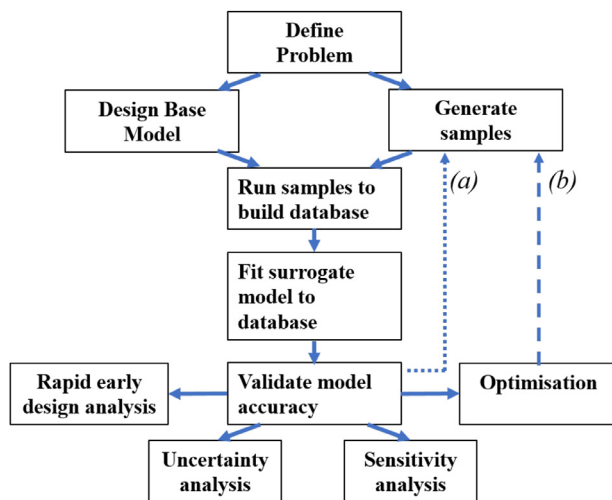 Define
Problem
Design Base
Model
Generate
samples
Run samples to
build database
(a)
(b)
Fit surrogate
model to
database
Rapid early
design analysis
Validate model
accuracy
Optimisation
Uncertainty
analysis
Sensitivity
analysis